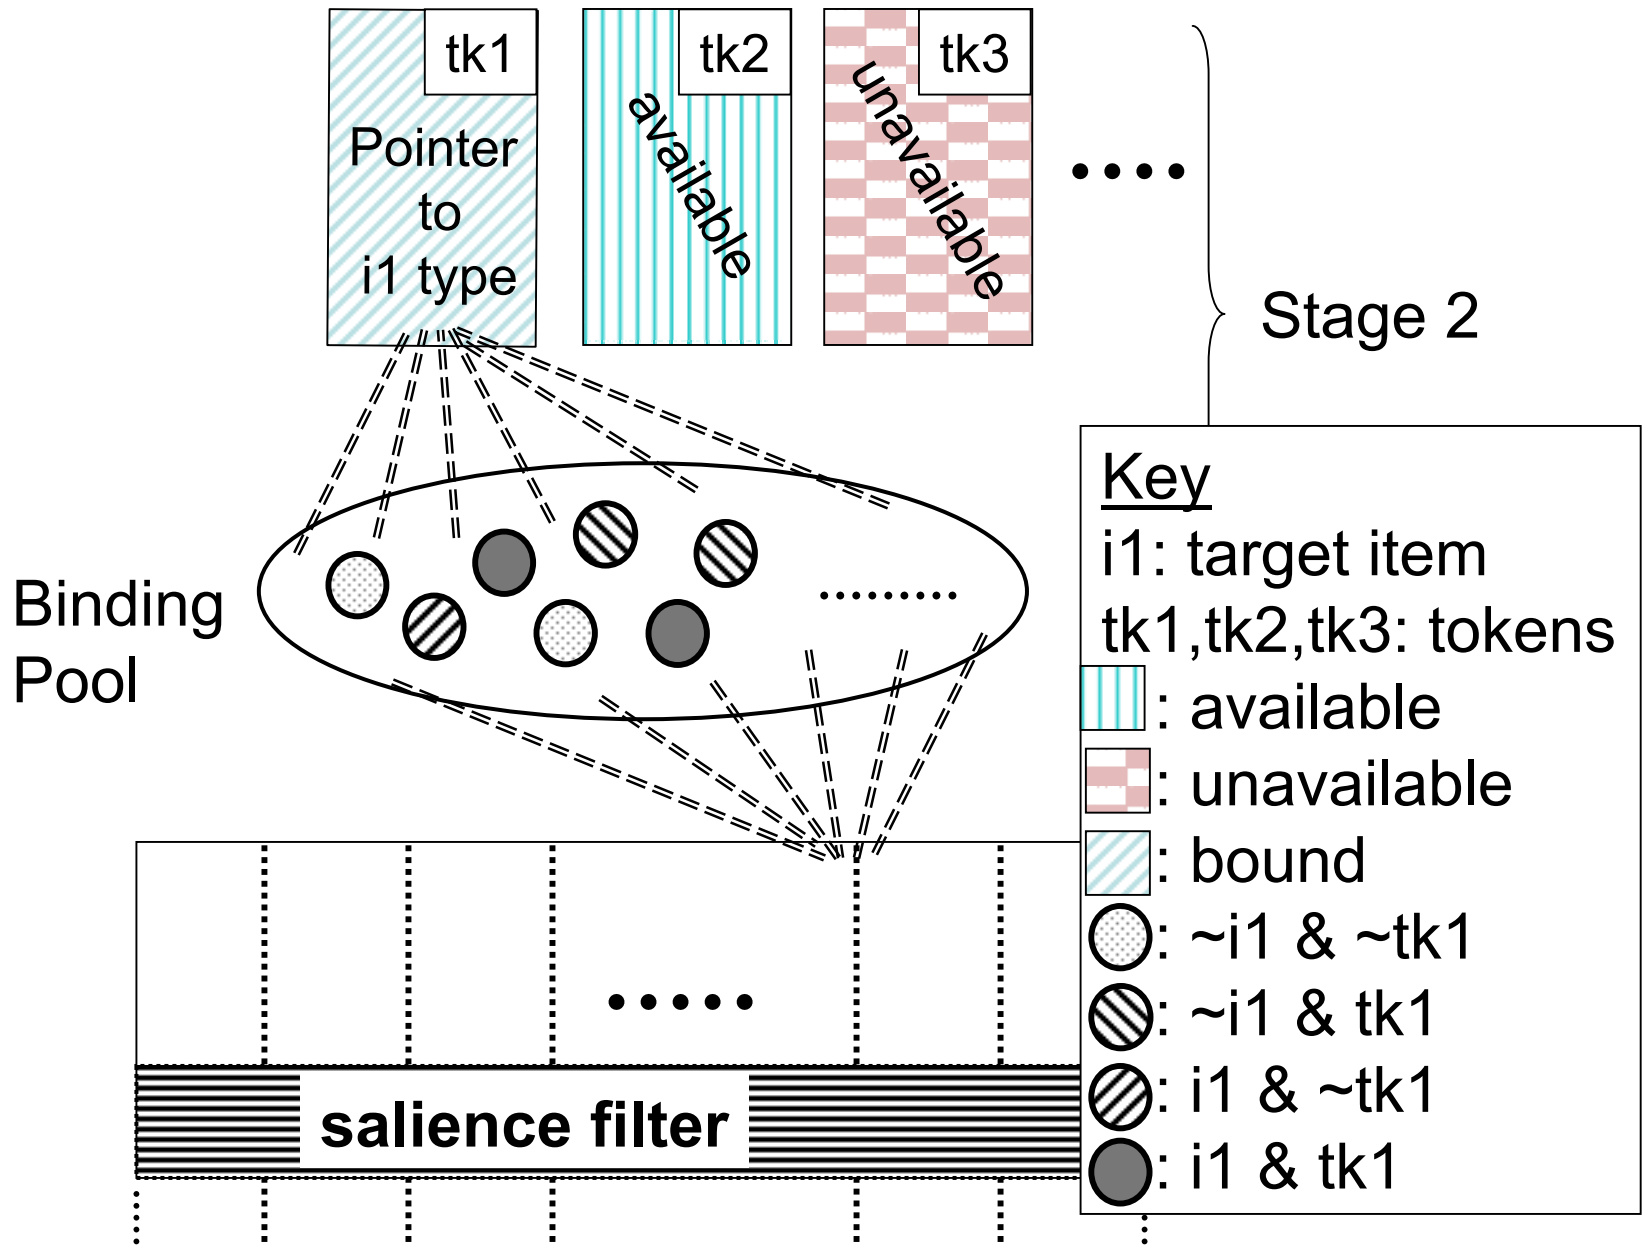 tk1
Pointer
to
i1 type
tk2
available
tk3
unavailable
Stage 2
Binding
Pool
salience filter
Key
i1: target item
tk1,tk2,tk3: tokens
: available
: unavailable
: bound
: ~i1 & ~tk1
: ~i1 & tk1
: i1 & ~tk1
: i1 & tk1